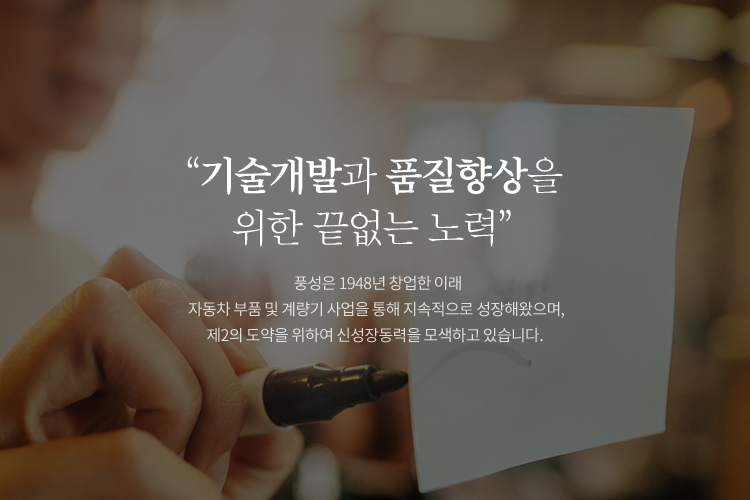 “기술개발과 품질향상을
위한 끝없는 노력”
풍성은 1948년 창업한 이래
자동차 부품 및 계량기 사업을 통해 지속적으로 성장해왔으며,
제2의 도약을 위하여 신성장동력을 모색하고 있습니다.